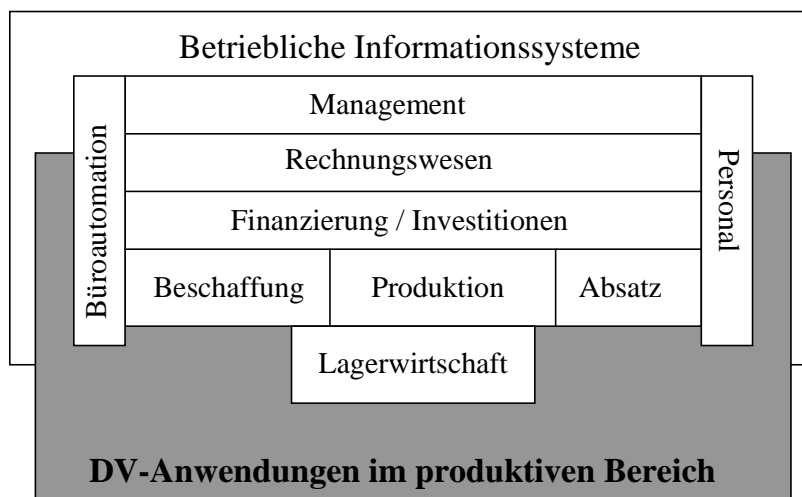 Betriebliche Informationssysteme
Management
Rechnungswesen
Finanzierung / Investitionen
Beschaffung
Produktion
Absatz
Büroautomation
Personal
Lagerwirtschaft
DV-Anwendungen im produktiven Bereich